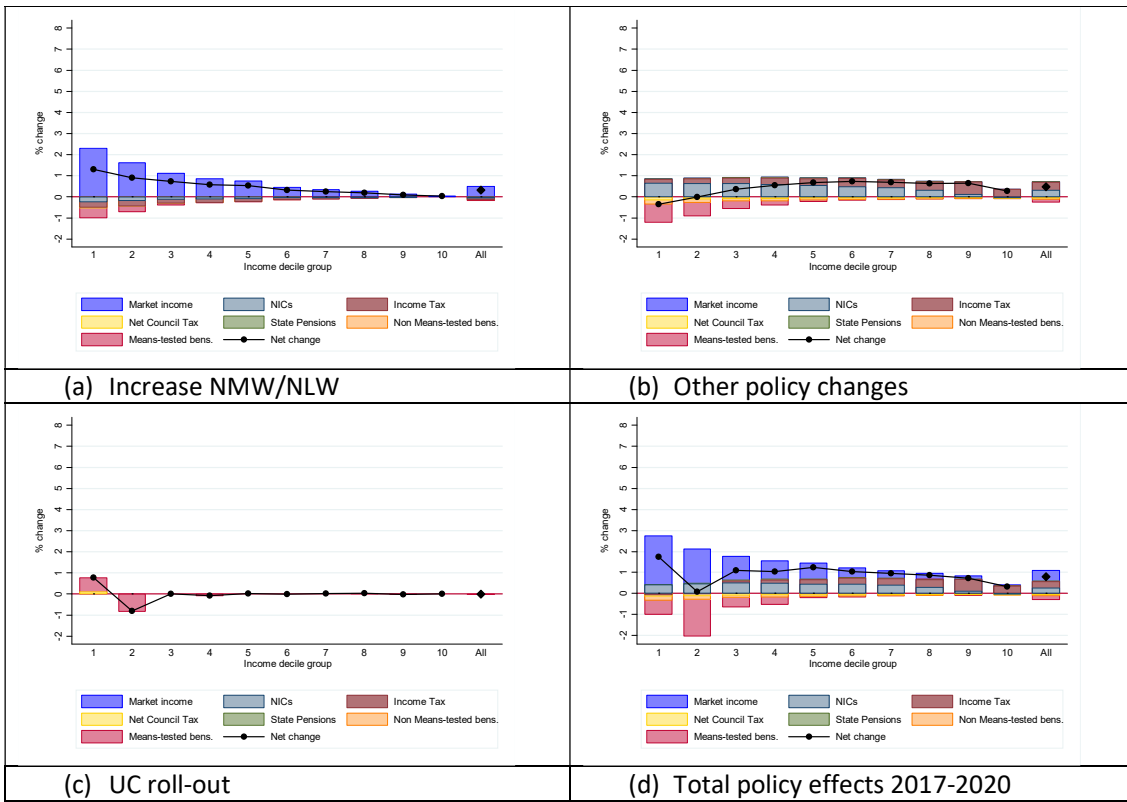 % change
8
7
6
5
4
3
2
1
0
-1
-2
1 2 3 4 5 6 7 8 9 10 All
Income decile group
Market income NICs Income Tax
Net Council Tax State Pensions Non Means-tested bens.
Means-tested bens. Net change
(a) Increase NMW/NLW
% change
8
7
6
5
4
3
2
1
0
-1
-2
1 2 3 4 5 6 7 8 9 10 All
Income decile group
Market income NICs Income Tax
Net Council Tax State Pensions Non Means-tested bens.
Means-tested bens. Net change
(b) Other policy changes
% change
8
7
6
5
4
3
2
1
0
-1
-2
1 2 3 4 5 6 7 8 9 10 All
Income decile group
Market income NICs Income Tax
Net Council Tax State Pensions Non Means-tested bens.
Means-tested bens. Net change
(c) UC roll-out
% change
8
7
6
5
4
3
2
1
0
-1
-2
1 2 3 4 5 6 7 8 9 10 All
Income decile group
Market income NICs Income Tax
Net Council Tax State Pensions Non Means-tested bens.
Means-tested bens. Net change
(d) Total policy effects 2017-2020